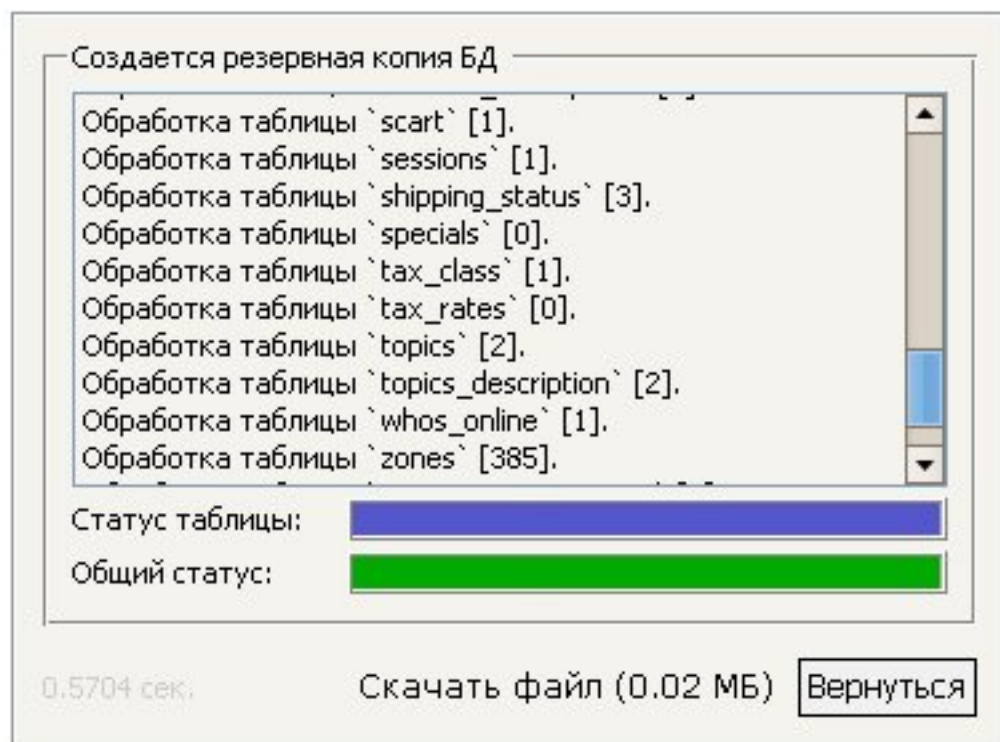 Создается резервная копия БД
Обработка таблицы `scart` [1].
Обработка таблицы `sessions` [1].
Обработка таблицы `shipping_status` [3].
Обработка таблицы `specials` [0].
Обработка таблицы `tax_class` [1].
Обработка таблицы `tax_rates` [0].
Обработка таблицы `topics` [2].
Обработка таблицы `topics_description` [2].
Обработка таблицы `whos_online` [1].
Обработка таблицы `zones` [385].
Статус таблицы:
Общий статус:
0.5704 сек. Скачать файл (0.02 МБ) Вернуться